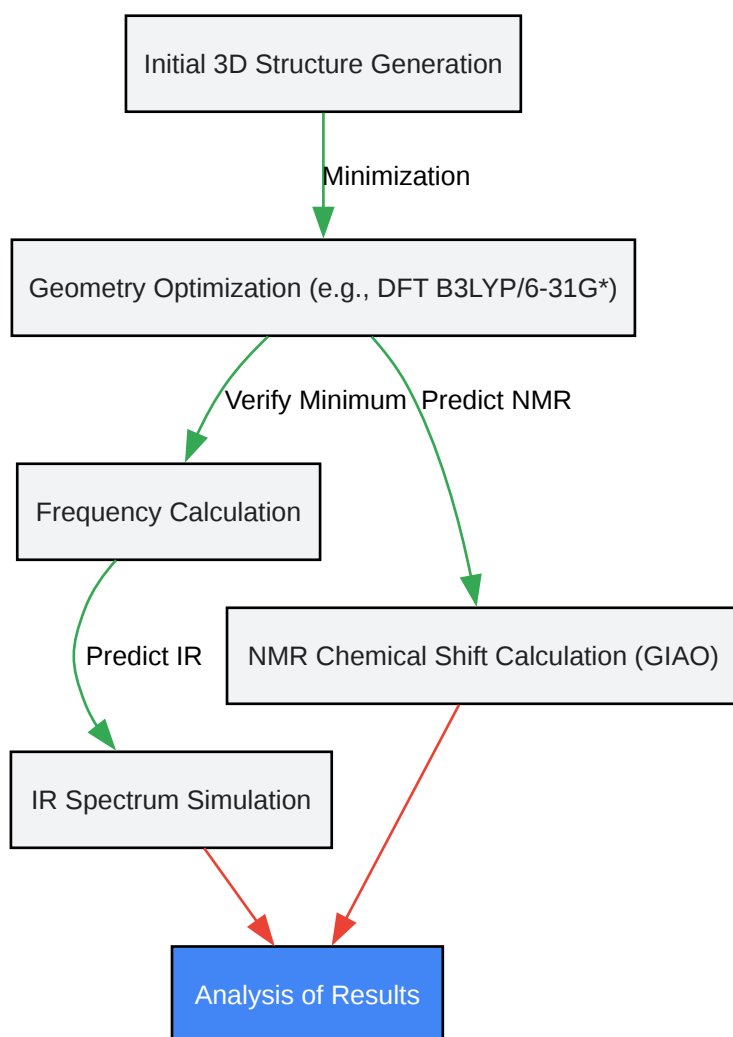 Initial 3D Structure Generation
Minimization
Geometry Optimization (e.g., DFT B3LYP/6-31G*)
Verify Minimum
Predict NMR
Frequency Calculation
NMR Chemical Shift Calculation (GIAO)
Predict IR
IR Spectrum Simulation
Analysis of Results